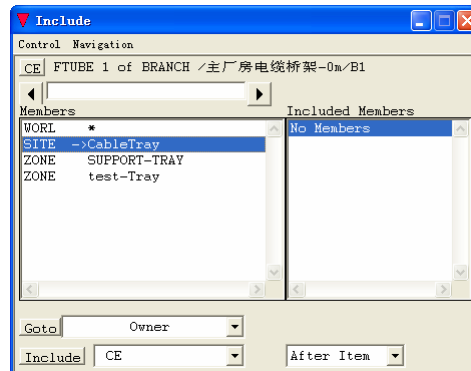 Include
Control Navigation
CE FTUBE 1 of BRANCH /主厂房电缆桥架-0m/B1
Members
Included Members
WORL *
SITE ->CableTray
ZONE SUPPORT-TRAY
ZONE test-Tray
No Members
Goto Owner
Include CE After Item